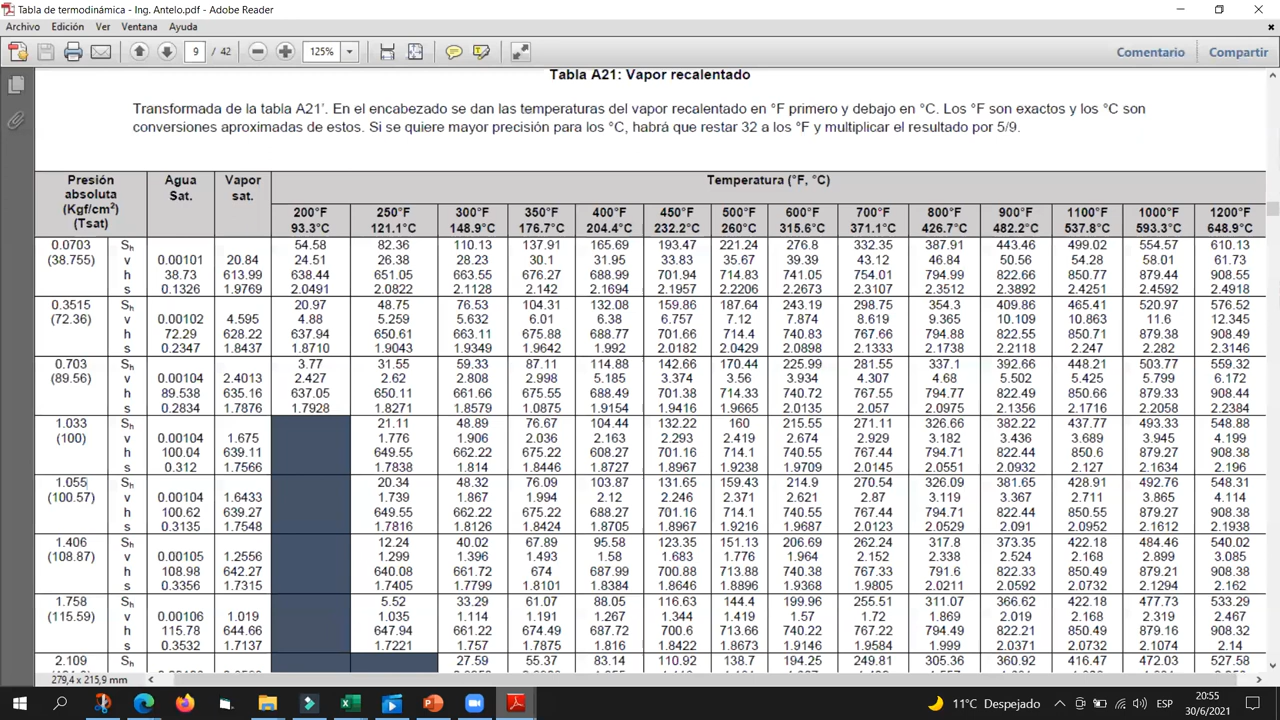 Tabla de termodinámica - Ing. Antelo.pdf - Adobe Reader
Archivo Edición Ver Ventana Ayuda
9 / 42 125% Comentario Compartir
Tabla A21: Vapor recalentado
Transformada de la tabla A21'. En el encabezado se dan las temperaturas del vapor recalentado en °F primero y debajo en °C. Los °F son exactos y los °C son
conversiones aproximadas de estos. Si se quiere mayor precisión para los °C, habrá que restar 32 a los °F y multiplicar el resultado por 5/9.
Presión Agua Vapor Temperatura (°F, °C)
absoluta Sat. sat.
(Kgf/cm²) 200°F 250°F 300°F 350°F 400°F 450°F 500°F 600°F 700°F 800°F 900°F 1100°F 1000°F 1200°F
(Tsat) 93.3°C 121.1°C 148.9°C 176.7°C 204.4°C 232.2°C 260°C 315.6°C 371.1°C 426.7°C 482.2°C 537.8°C 593.3°C 648.9°C
0.0703 Sh 54.58 82.36 110.13 137.91 165.69 193.47 221.24 276.8 332.35 387.91 443.46 499.02 554.57 610.13
(38.755) v 0.00101 20.84 24.51 26.38 28.23 30.1 31.95 33.83 35.67 39.39 43.12 46.84 50.56 54.28 58.01 61.73
h 38.73 613.99 638.44 651.05 663.55 676.27 688.99 701.94 714.83 741.05 754.01 794.99 822.66 850.77 879.44 908.55
s 0.1326 1.9769 2.0491 2.0822 2.1128 2.142 2.1694 2.1957 2.2206 2.2673 2.3107 2.3512 2.3892 2.4251 2.4592 2.4918
0.3515 Sh 20.97 48.75 76.53 104.31 132.08 159.86 187.64 243.19 298.75 354.3 409.86 465.41 520.97 576.52
(72.36) v 0.00102 4.595 4.88 5.259 5.632 6.01 6.38 6.757 7.12 7.874 8.619 9.365 10.109 10.863 11.6 12.345
h 72.29 628.22 637.94 650.61 663.11 675.88 688.77 701.66 714.4 740.83 767.66 794.88 822.55 850.71 879.38 908.49
s 0.2347 1.8437 1.8710 1.9043 1.9349 1.9642 1.992 2.0182 2.0429 2.0898 2.1333 2.1738 2.2118 2.247 2.282 2.3146
0.703 Sh 3.77 31.55 59.33 87.11 114.88 142.66 170.44 225.99 281.55 337.1 392.66 448.21 503.77 559.32
(89.56) v 0.00104 2.4013 2.427 2.62 2.808 2.998 5.185 3.374 3.56 3.934 4.307 4.68 5.502 5.425 5.799 6.172
h 89.538 635.16 637.05 650.11 661.66 675.55 688.49 701.38 714.33 740.72 767.55 794.77 822.49 850.66 879.33 908.44
s 0.2834 1.7876 1.7928 1.8271 1.8579 1.0875 1.9154 1.9416 1.9665 2.0135 2.057 2.0975 2.1356 2.1716 2.2058 2.2384
1.033 Sh 21.11 48.89 76.67 104.44 132.22 160 215.55 271.11 326.66 382.22 437.77 493.33 548.88
(100) v 0.00104 1.675 1.776 1.906 2.036 2.163 2.293 2.419 2.674 2.929 3.182 3.436 3.689 3.945 4.199
h 100.04 639.11 649.55 662.22 675.22 608.27 701.16 714.1 740.66 767.44 794.71 822.44 850.6 879.27 908.38
s 0.312 1.7566 1.7838 1.814 1.8446 1.8727 1.8967 1.9238 1.9709 2.0145 2.0551 2.0932 2.127 2.1634 2.196
1.055 Sh 20.34 48.32 76.09 103.87 131.65 159.43 214.9 270.54 326.09 381.65 428.91 492.76 548.31
(100.57) v 0.00104 1.6433 1.739 1.867 1.994 2.12 2.246 2.371 2.621 2.87 3.119 3.367 2.711 3.865 4.114
h 100.62 639.27 649.55 662.22 675.22 688.27 701.16 714.1 740.55 767.44 794.71 822.44 850.55 879.27 908.38
s 0.3135 1.7548 1.7816 1.8126 1.8424 1.8705 1.8967 1.9216 1.9687 2.0123 2.0529 2.091 2.0952 2.1612 2.1938
1.406 Sh 12.24 40.02 67.89 95.58 123.35 151.13 206.69 262.24 317.8 373.35 422.18 484.46 540.02
(108.87) v 0.00105 1.2556 1.299 1.396 1.493 1.58 1.683 1.776 1.964 2.152 2.338 2.524 2.168 2.899 3.085
h 108.98 642.27 640.08 661.72 674 687.99 700.88 713.88 740.38 767.33 791.6 822.33 850.49 879.21 908.38
s 0.3356 1.7315 1.7405 1.7799 1.8101 1.8384 1.8646 1.8896 1.9368 1.9805 2.0211 2.0592 2.0732 2.1294 2.162
1.758 Sh 5.52 33.29 61.07 88.05 116.63 144.4 199.96 255.51 311.07 366.62 422.18 477.73 533.29
(115.59) v 0.00106 1.019 1.035 1.114 1.191 1.267 1.344 1.419 1.57 1.72 1.869 2.019 2.168 2.319 2.467
h 115.78 644.66 647.94 661.22 674.49 687.72 700.6 713.66 740.22 767.22 794.49 822.21 850.49 879.16 908.32
s 0.3532 1.7137 1.7221 1.757 1.7875 1.816 1.8422 1.8673 1.9146 1.9584 1.999 2.0371 2.0732 2.1074 2.14
2.109 Sh 27.59 55.37 83.14 110.92 138.7 194.25 249.81 305.36 360.92 416.47 472.03 527.58
279,4 x 215,9 mm
11°C Despejado ESP 20:55
30/6/2021